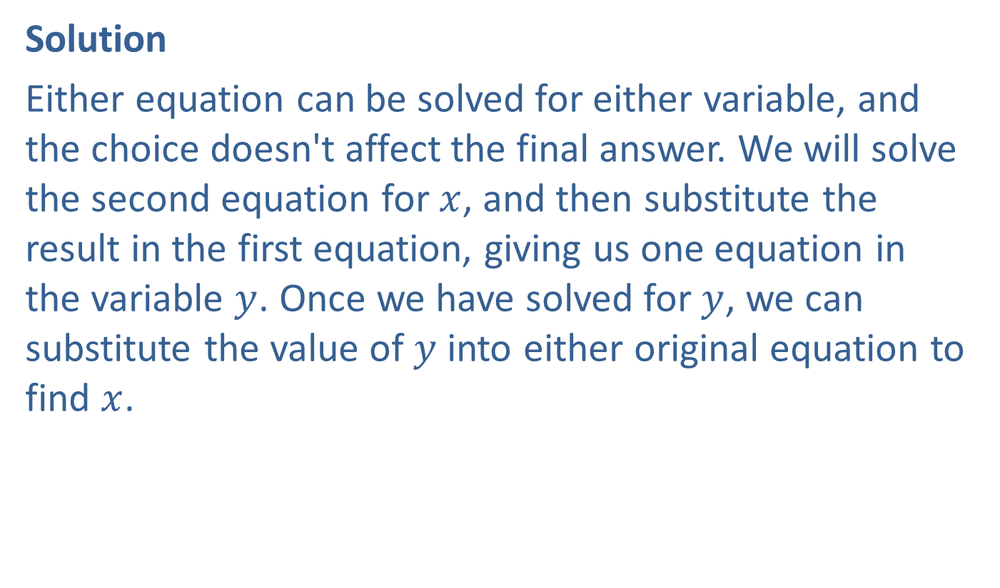 Solution
Either equation can be solved for either variable, and
the choice doesn't affect the final answer. We will solve
the second equation for x, and then substitute the
result in the first equation, giving us one equation in
the variable y. Once we have solved for y, we can
substitute the value of y into either original equation to
find x.